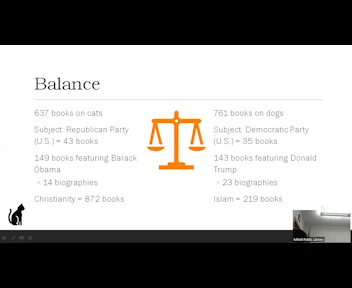 Balance
637 books on cats
Subject: Republican Party
(U.S.) = 43 books
149 books featuring Barack
Obama
14 biographies
Christianity = 872 books
761 books on dogs
Subject: Democratic Party
(U.S.) = 35 books
143 books featuring Donald
Trump
23 biographies
Islam = 219 books
Public Library